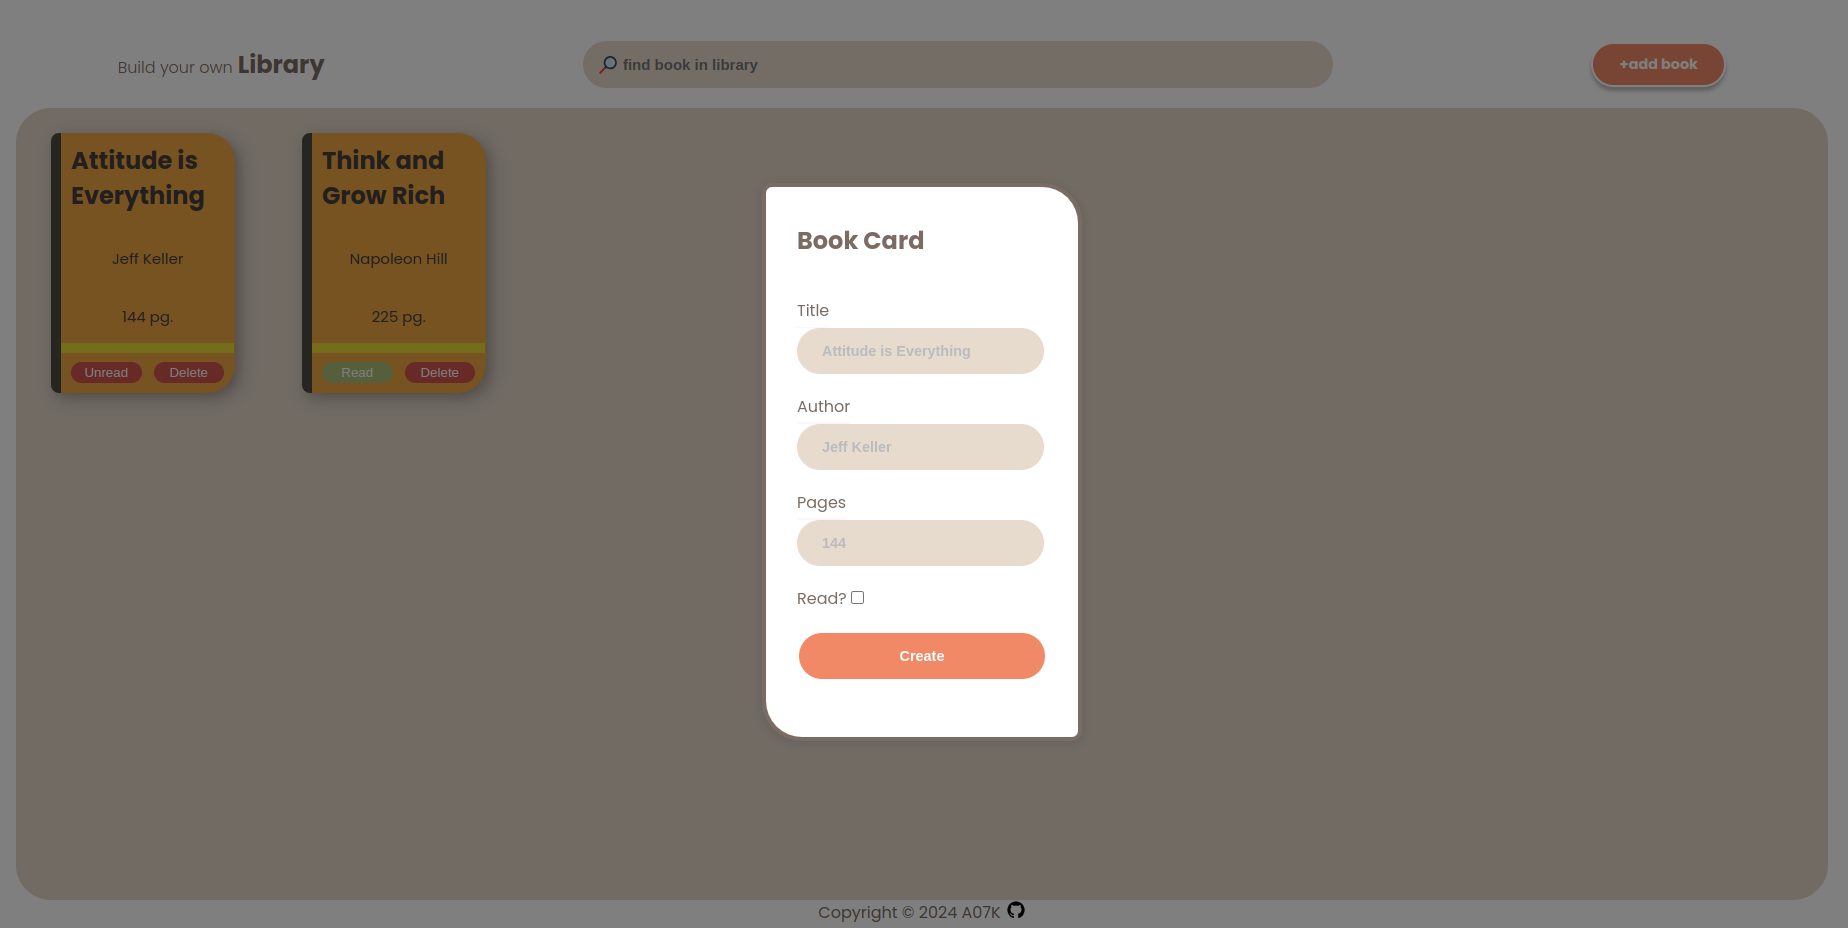 Build your own Library
find book in library
+add book
Attitude is
Everything
Jeff Keller
144 pg.
Unread
Delete
Think and
Grow Rich
Napoleon Hill
225 pg.
Read
Delete
Book Card
Title
Attitude is Everything
Author
Jeff Keller
Pages
144
Read?
Create
Copyright © 2024 A07K